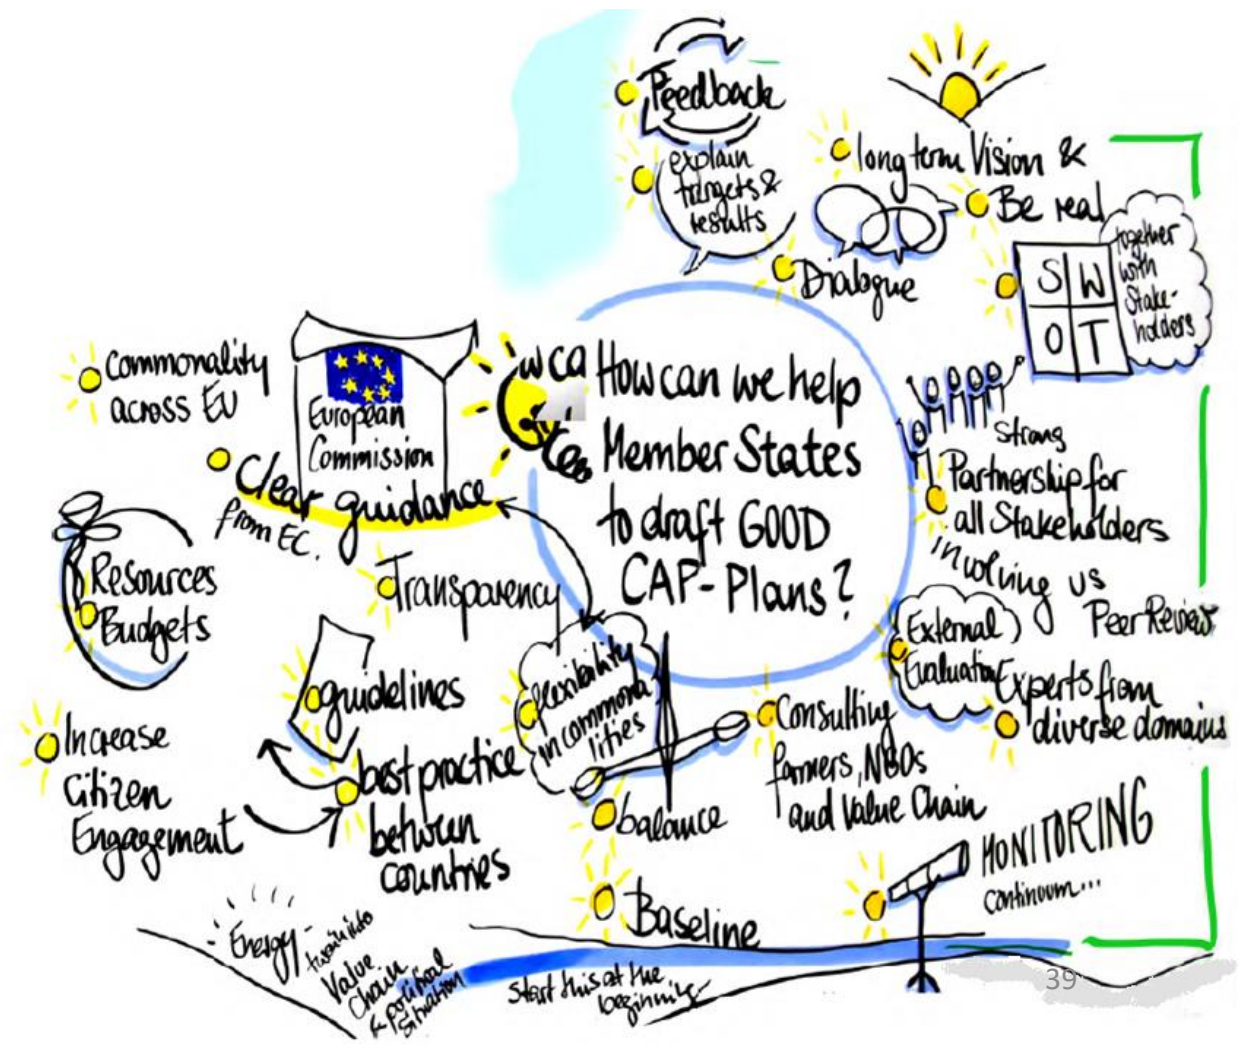 Feedback
explain
targets &
results
long term Vision &
Be real
Dialogue
S W
O T
together
with
Stake-
holders
Commonality
across EU
European
Commission
Clear guidance
from EC.
How can we help
Member States
to draft GOOD
CAP-Plans?
Strong
Partnership for
all Stakeholders
involving us
Resources
Budgets
Transparency
flexibility
in commona
lities
External
Evaluation
Peer Review
Experts from
diverse domains
guidelines
best practice
between
countries
Increase
Citizen
Engagement
balance
Consulting
farmers, NGOs
and Value Chain
MONITORING
continuum...
Baseline
Energy
Value
Chain
& political
situation
Start this at the
beginning
39